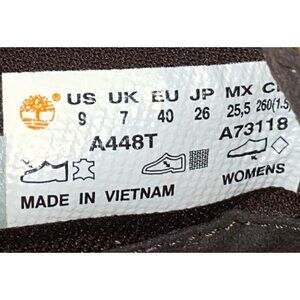 US UK EU JP MX C
9 7 40 26 25,5 260(1.5
A448T A73118
WOMENS
MADE IN VIETNAM